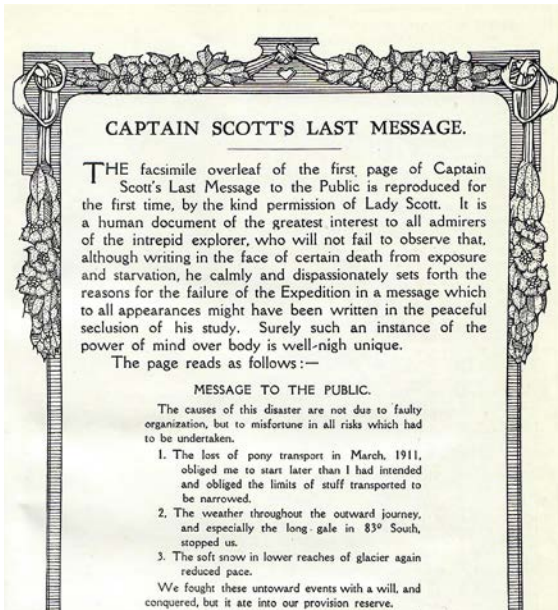 CAPTAIN SCOTT'S LAST MESSAGE.
THE facsimile overleaf of the first page of Captain
Scott's Last Message to the Public is reproduced for
the first time, by the kind permission of Lady Scott. It is
a human document of the greatest interest to all admirers
of the intrepid explorer, who will not fail to observe that,
although writing in the face of certain death from exposure
and starvation, he calmly and dispassionately sets forth the
reasons for the failure of the Expedition in a message which
to all appearances might have been written in the peaceful
seclusion of his study. Surely such an instance of the
power of mind over body is well-nigh unique.
The page reads as follows:—
MESSAGE TO THE PUBLIC.
The causes of this disaster are not due to faulty
organization, but to misfortune in all risks which had
to be undertaken.
1. The loss of pony transport in March, 1911,
obliged me to start later than I had intended
and obliged the limits of stuff transported to
be narrowed.
2. The weather throughout the outward journey,
and especially the long gale in 83º South,
stopped us.
3. The soft snow in lower reaches of glacier again
reduced pace.
We fought these untoward events with a will, and
conquered, but it ate into our provision reserve.